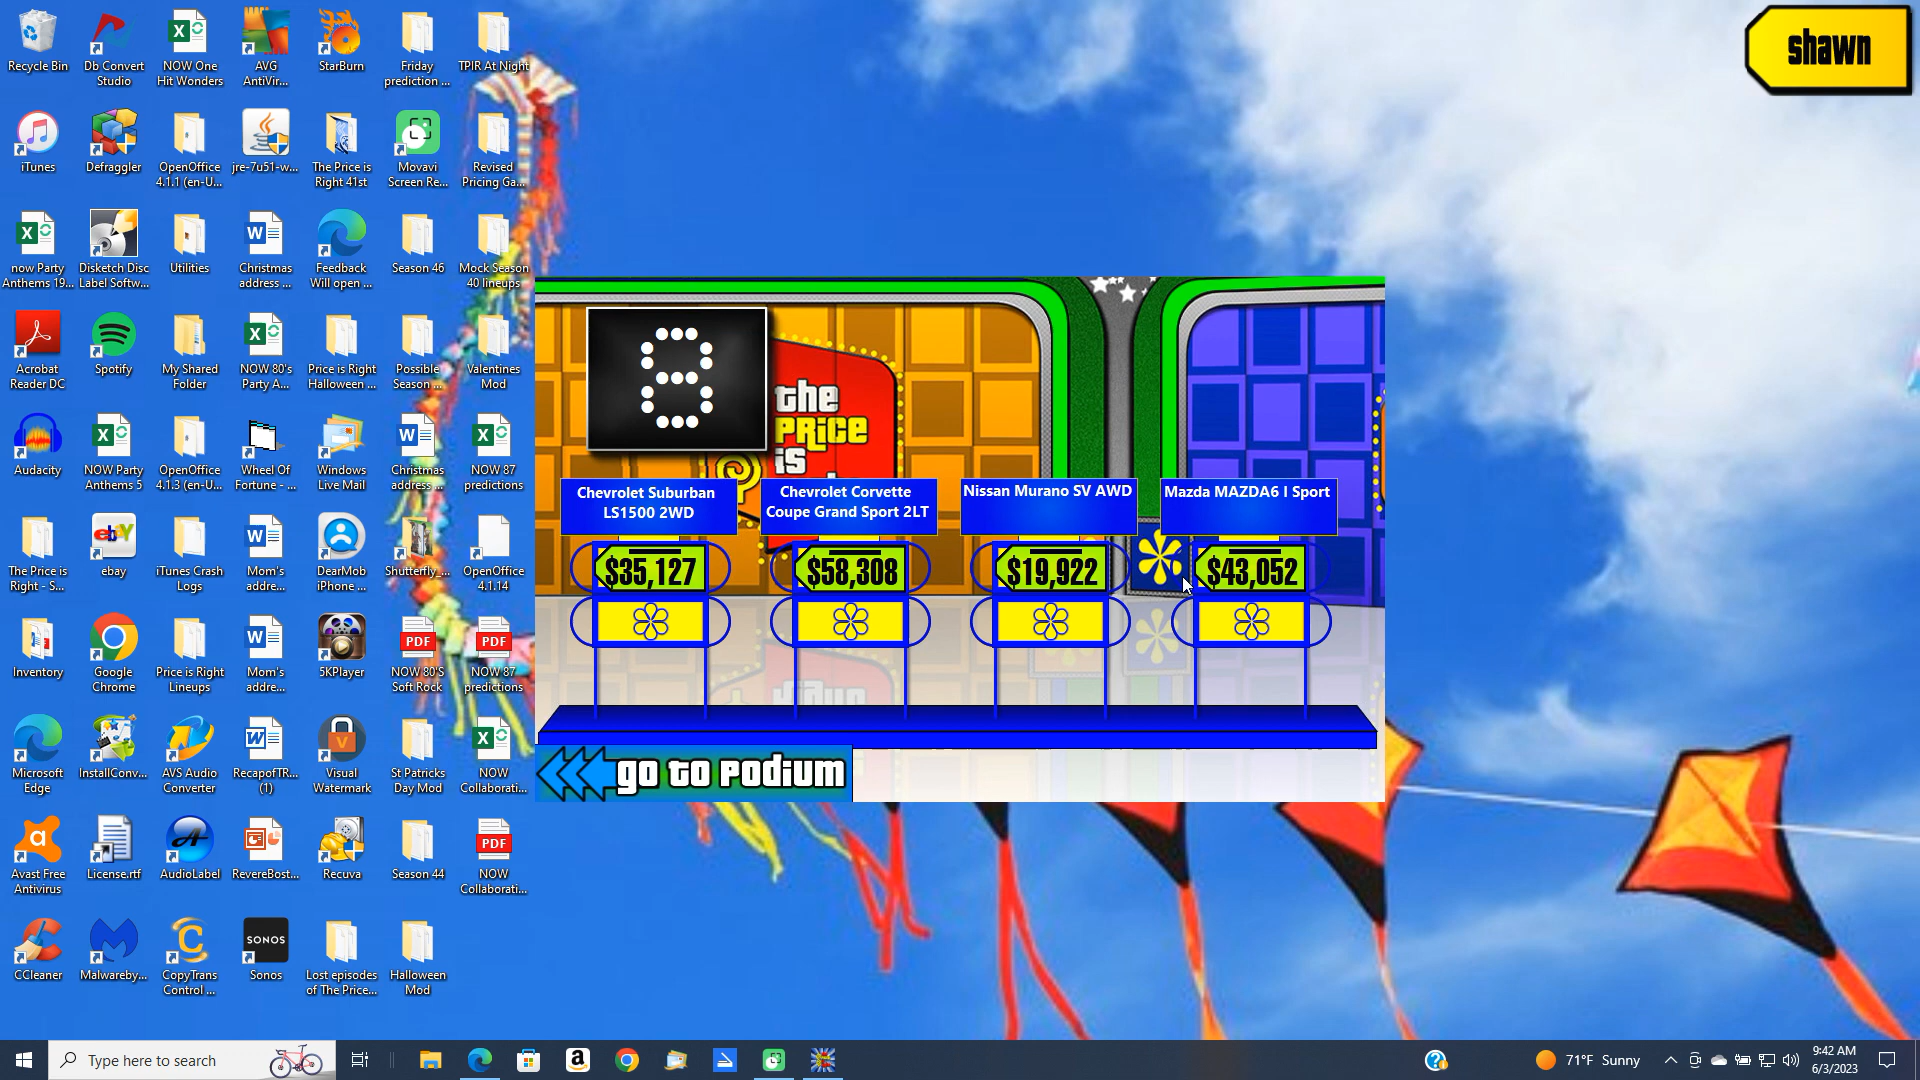 Recycle Bin
Db Convert
Studio
NOW One
Hit Wonders
AVG
AntiVir...
StarBurn
Friday
prediction ...
TPIR At Night
iTunes
Defraggler
OpenOffice
4.1.1 (en-U...
jre-7u51-w...
The Price is
Right 41st
Movavi
Screen Re...
Revised
Pricing Ga...
now Party
Anthems 19...
Disketch Disc
Label Softw...
Utilities
Christmas
address ...
Feedback
Will open ...
Season 46
Mock Season
40 lineups
Acrobat
Reader DC
Spotify
My Shared
Folder
NOW 80's
Party A...
Price is Right
Halloween ...
Possible
Season ...
Valentines
Mod
Audacity
NOW Party
Anthems 5
OpenOffice
4.1.3 (en-U...
Wheel Of
Fortune - ...
Windows
Live Mail
Christmas
address ...
NOW 87
predictions
The Price is
Right - S...
ebay
ebay
iTunes Crash
Logs
Mom's
addre...
DearMob
iPhone ...
Shutterfly_...
OpenOffice
4.1.14
Inventory
Google
Chrome
Price is Right
Lineups
Mom's
addre...
5KPlayer
PDF
NOW 80'S
Soft Rock
PDF
NOW 87
predictions
Microsoft
Edge
InstallConv...
AVS Audio
Converter
RecapofTR...
(1)
Visual
Watermark
St Patricks
Day Mod
NOW
Collaborati...
Avast Free
Antivirus
License.rtf
AudioLabel
RevereBost...
Recuva
Season 44
PDF
NOW
Collaborati...
CCleaner
Malwareby...
CopyTrans
Control ...
SONOS
Sonos
Lost episodes
of The Price...
Halloween
Mod
shawn
8
the
PRICE
is
Chevrolet Suburban
LS1500 2WD
Chevrolet Corvette
Coupe Grand Sport 2LT
Nissan Murano SV AWD
Mazda MAZDA6 I Sport
$35,127
$58,308
$19,922
$43,052
go to Podium
Type here to search
71°F Sunny
9:42 AM
6/3/2023